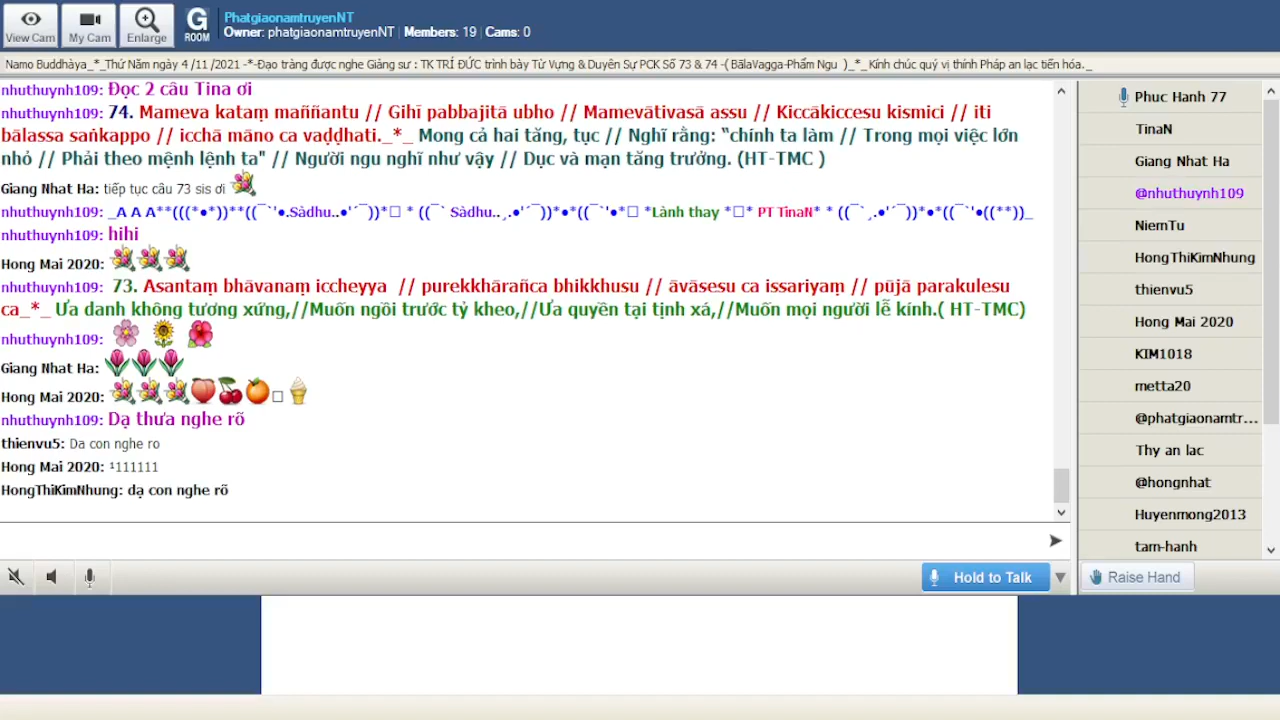 View Cam
My Cam
Enlarge
G
ROOM
PhatgiaonamtruyenNT
Owner: phatgiaonamtruyenNT | Members: 19 | Cams: 0
Namo Buddhàya_*_Thứ Năm ngày 4 /11 /2021 -*-Đạo tràng được nghe Giảng sư : TK TRÍ ĐỨC trình bày Từ Vựng & Duyên Sự PCK Số 73 & 74 -( BãlaVagga-Phẩm Ngu )_*_ Kính chúc quý vị thính Pháp an lạc tiến hóa._
nhuthuynh109: Đọc 2 câu Tina ơi
nhuthuynh109: 74. Mameva kataṃ maññantu // Gihī pabbajitā ubho // Mamevātivasā assu // Kiccākiccesu kismici // iti
bālassa saṅkappo // icchā māno ca vaḍḍhati._*_ Mong cả hai tăng, tục // Nghĩ rằng: “chính ta làm // Trong mọi việc lớn
nhỏ // Phải theo mệnh lệnh ta" // Người ngu nghĩ như vậy // Dục và mạn tăng trưởng. (HT-TMC )
Giang Nhat Ha: tiếp tục câu 73 sis ơi
nhuthuynh109: _A A A**(((*●*))**((¯`'●.Sàdhu..●'´¯))*□ * ((¯` Sàdhu..¸.●'´¯))*●*((¯`'●*□ *Lành thay *□* PT TinaN* * ((¯`¸.●'´¯))*●*((¯`'●((**))_
nhuthuynh109: hihi
Hong Mai 2020:
nhuthuynh109: 73. Asantaṃ bhāvanaṃ iccheyya // purekkhārañca bhikkhusu // āvāsesu ca issariyaṃ // pūjā parakulesu
ca_*_ Ưa danh không tương xứng,//Muốn ngồi trước tỷ kheo,//Ưa quyền tại tịnh xá,//Muốn mọi người lễ kính.( HT-TMC)
nhuthuynh109:
Giang Nhat Ha:
Hong Mai 2020:
nhuthuynh109: Dạ thưa nghe rõ
thienvu5: Da con nghe ro
Hong Mai 2020: ¹111111
HongThiKimNhung: dạ con nghe rõ
Phuc Hanh 77
TinaN
Giang Nhat Ha
@nhuthuynh109
NiemTu
HongThiKimNhung
thienvu5
Hong Mai 2020
KIM1018
metta20
@phatgiaonamtr...
Thy an lac
@hongnhat
Huyenmong2013
tam-hanh
Hold to Talk
Raise Hand